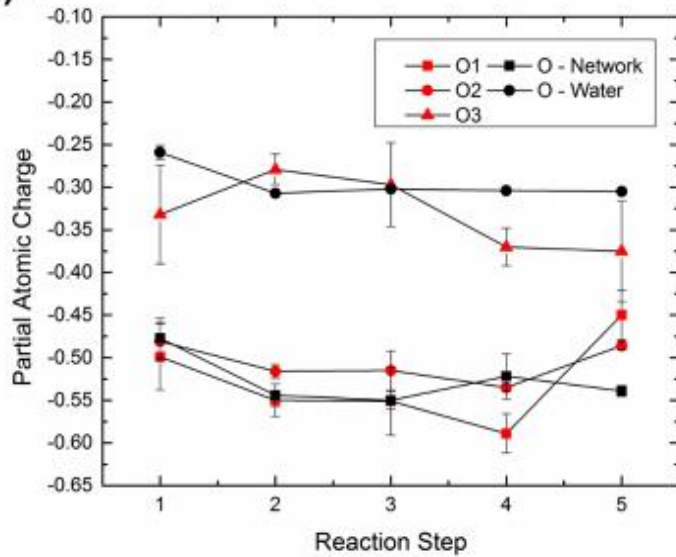 )
-0.10
-0.15
-0.20
-0.25
-0.30
-0.35
-0.40
-0.45
-0.50
-0.55
-0.60
-0.65
Partial Atomic Charge
O1 O - Network
O2 O - Water
O3
1 2 3 4 5
Reaction Step